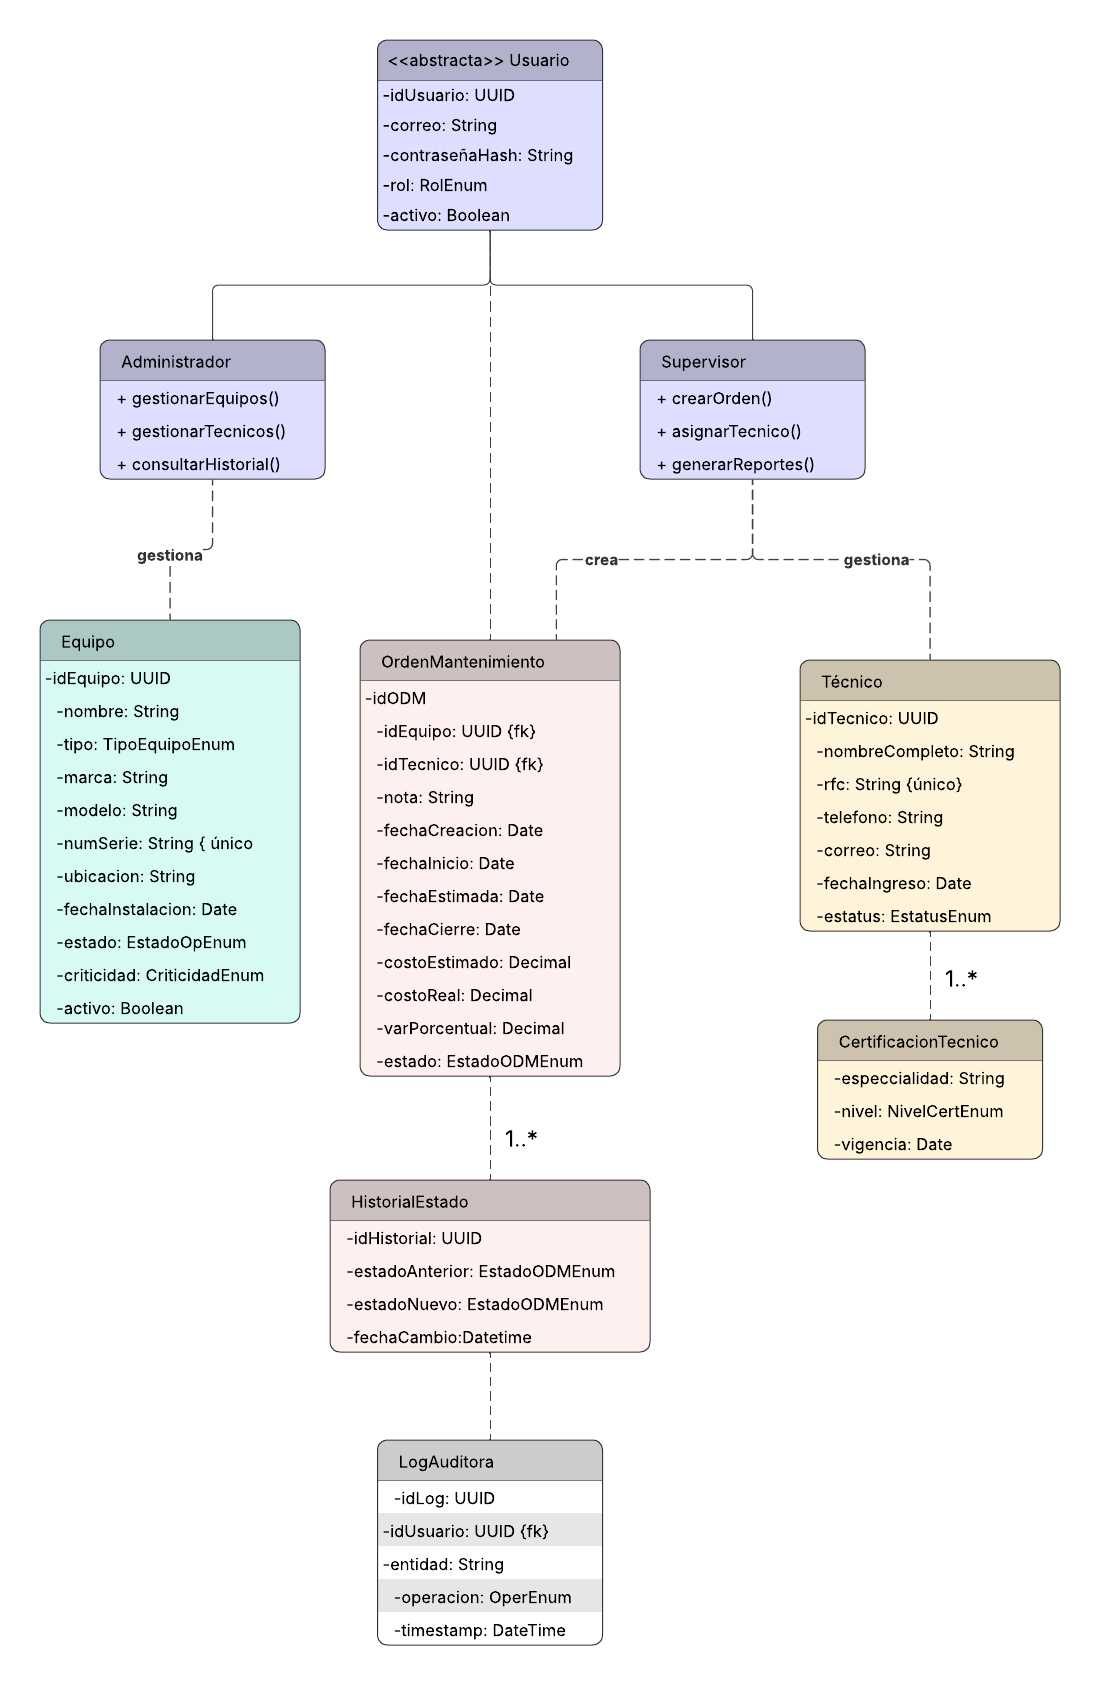 <<abstracta>> Usuario
-idUsuario: UUID
-correo: String
-contraseñaHash: String
-rol: RolEnum
-activo: Boolean
Administrador
+ gestionarEquipos()
+ gestionarTecnicos()
+ consultarHistorial()
Supervisor
+ crearOrden()
+ asignarTecnico()
+ generarReportes()
gestiona
crea
gestiona
Equipo
-idEquipo: UUID
-nombre: String
-tipo: TipoEquipoEnum
-marca: String
-modelo: String
-numSerie: String { único
-ubicacion: String
-fechaInstalacion: Date
-estado: EstadoOpEnum
-criticidad: CriticidadEnum
-activo: Boolean
OrdenMantenimiento
-idODM
-idEquipo: UUID {fk}
-idTecnico: UUID {fk}
-nota: String
-fechaCreacion: Date
-fechaInicio: Date
-fechaEstimada: Date
-fechaCierre: Date
-costoEstimado: Decimal
-costoReal: Decimal
-varPorcentual: Decimal
-estado: EstadoODMEnum
Técnico
-idTecnico: UUID
-nombreCompleto: String
-rfc: String {único}
-telefono: String
-correo: String
-fechaIngreso: Date
-estatus: EstatusEnum
1..*
CertificacionTecnico
-especcialidad: String
-nivel: NivelCertEnum
-vigencia: Date
1..*
HistorialEstado
-idHistorial: UUID
-estadoAnterior: EstadoODMEnum
-estadoNuevo: EstadoODMEnum
-fechaCambio:Datetime
LogAuditora
-idLog: UUID
-idUsuario: UUID {fk}
-entidad: String
-operacion: OperEnum
-timestamp: DateTime